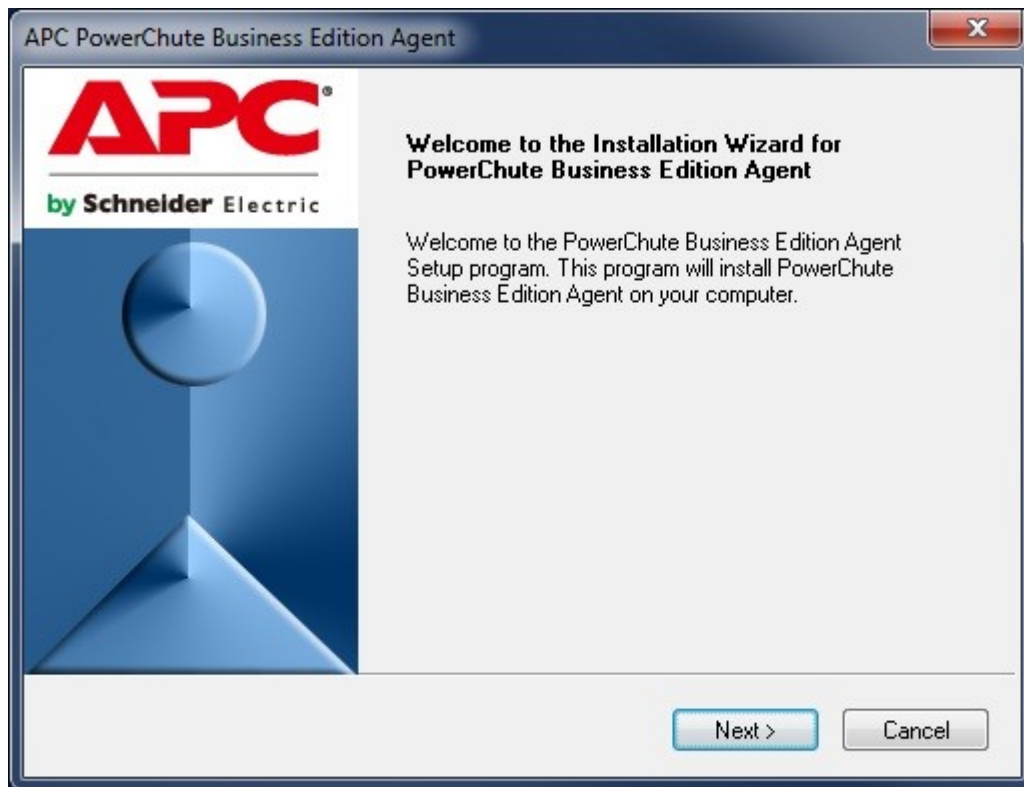 APC PowerChute Business Edition Agent
APC®
by Schneider Electric
Welcome to the Installation Wizard for
PowerChute Business Edition Agent
Welcome to the PowerChute Business Edition Agent
Setup program. This program will install PowerChute
Business Edition Agent on your computer.
Next >
Cancel